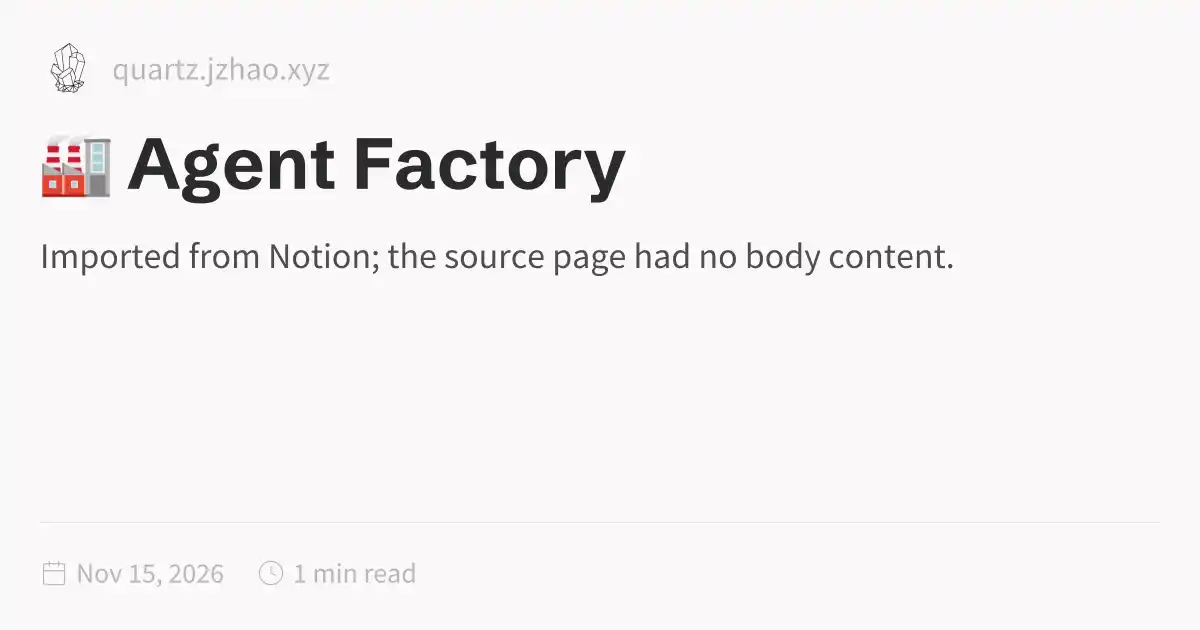 quartz.jzhao.xyz
🏭 Agent Factory
Imported from Notion; the source page had no body content.
Nov 15, 2026 1 min read